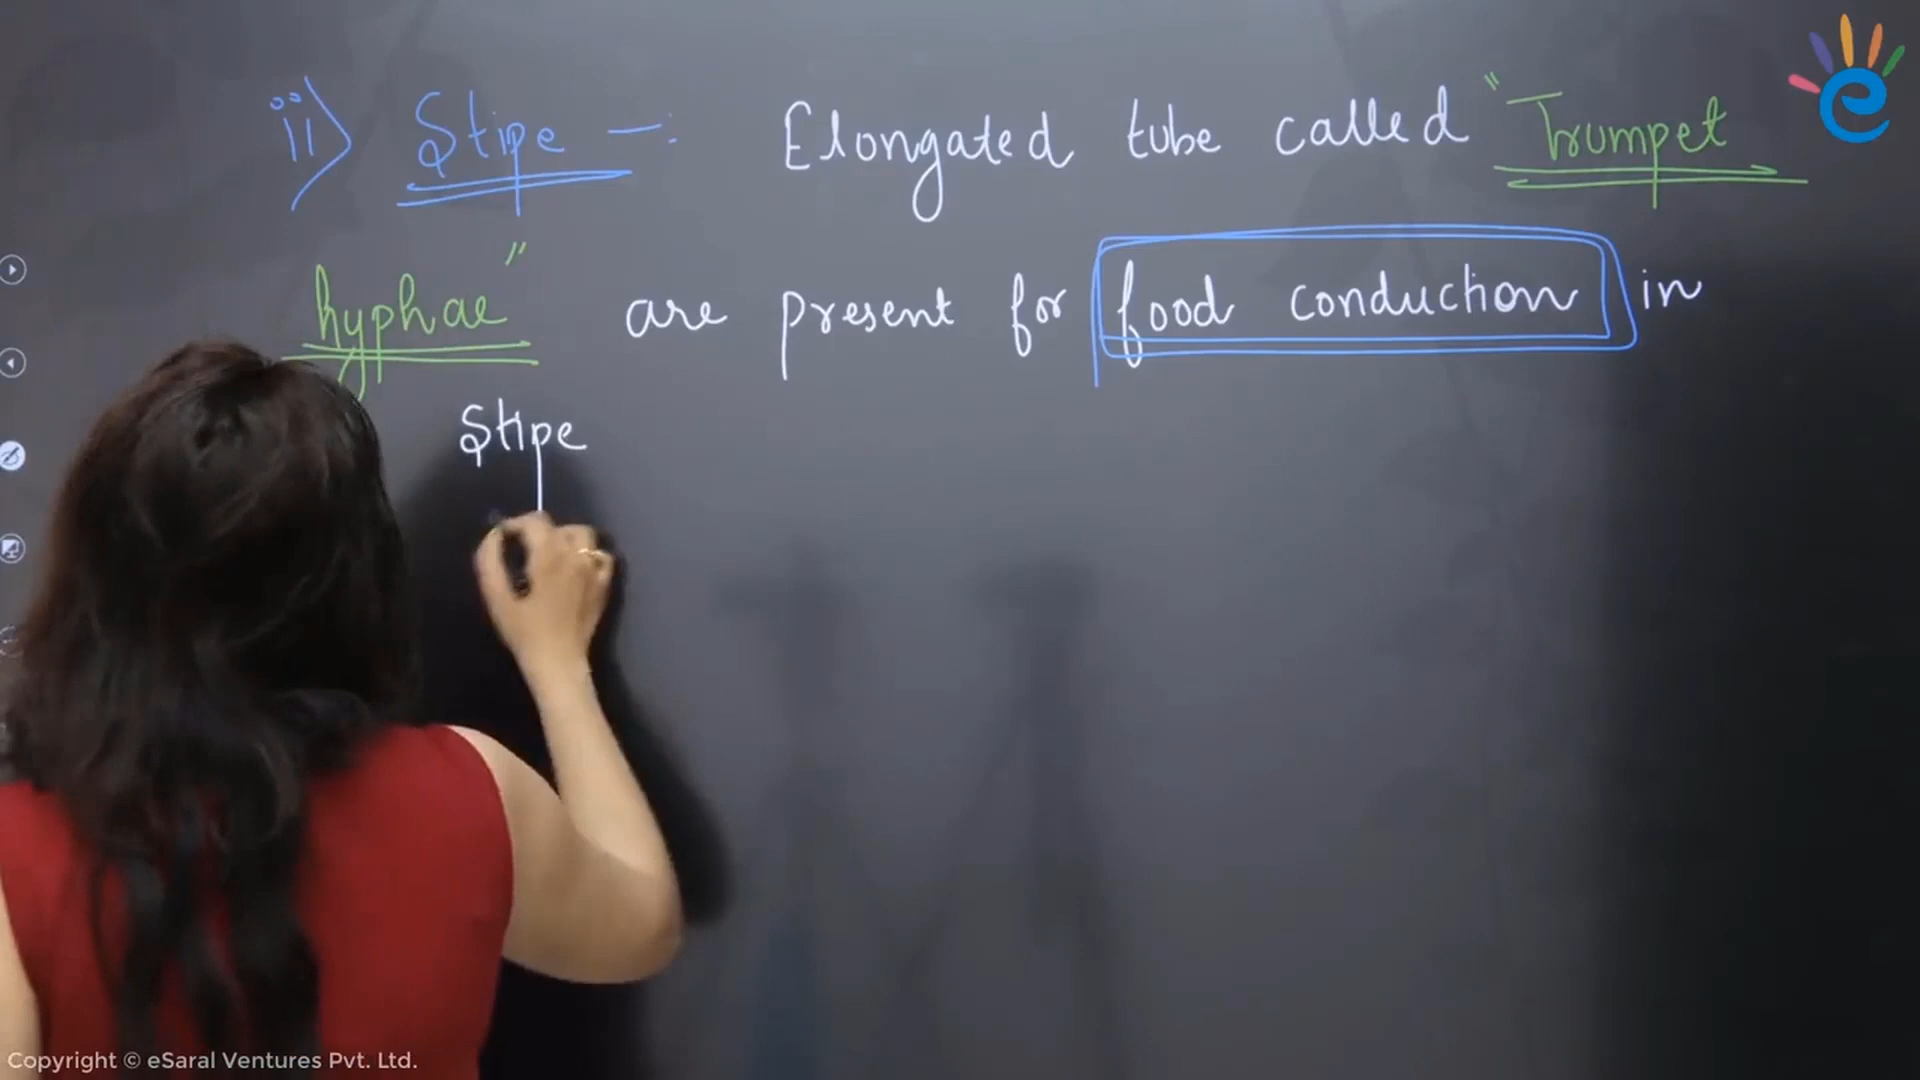 ii) Stipe -: Elongated tube called "Trumpet
hyphae" are present for food conduction in
Stipe
Copyright © eSaral Ventures Pvt. Ltd.